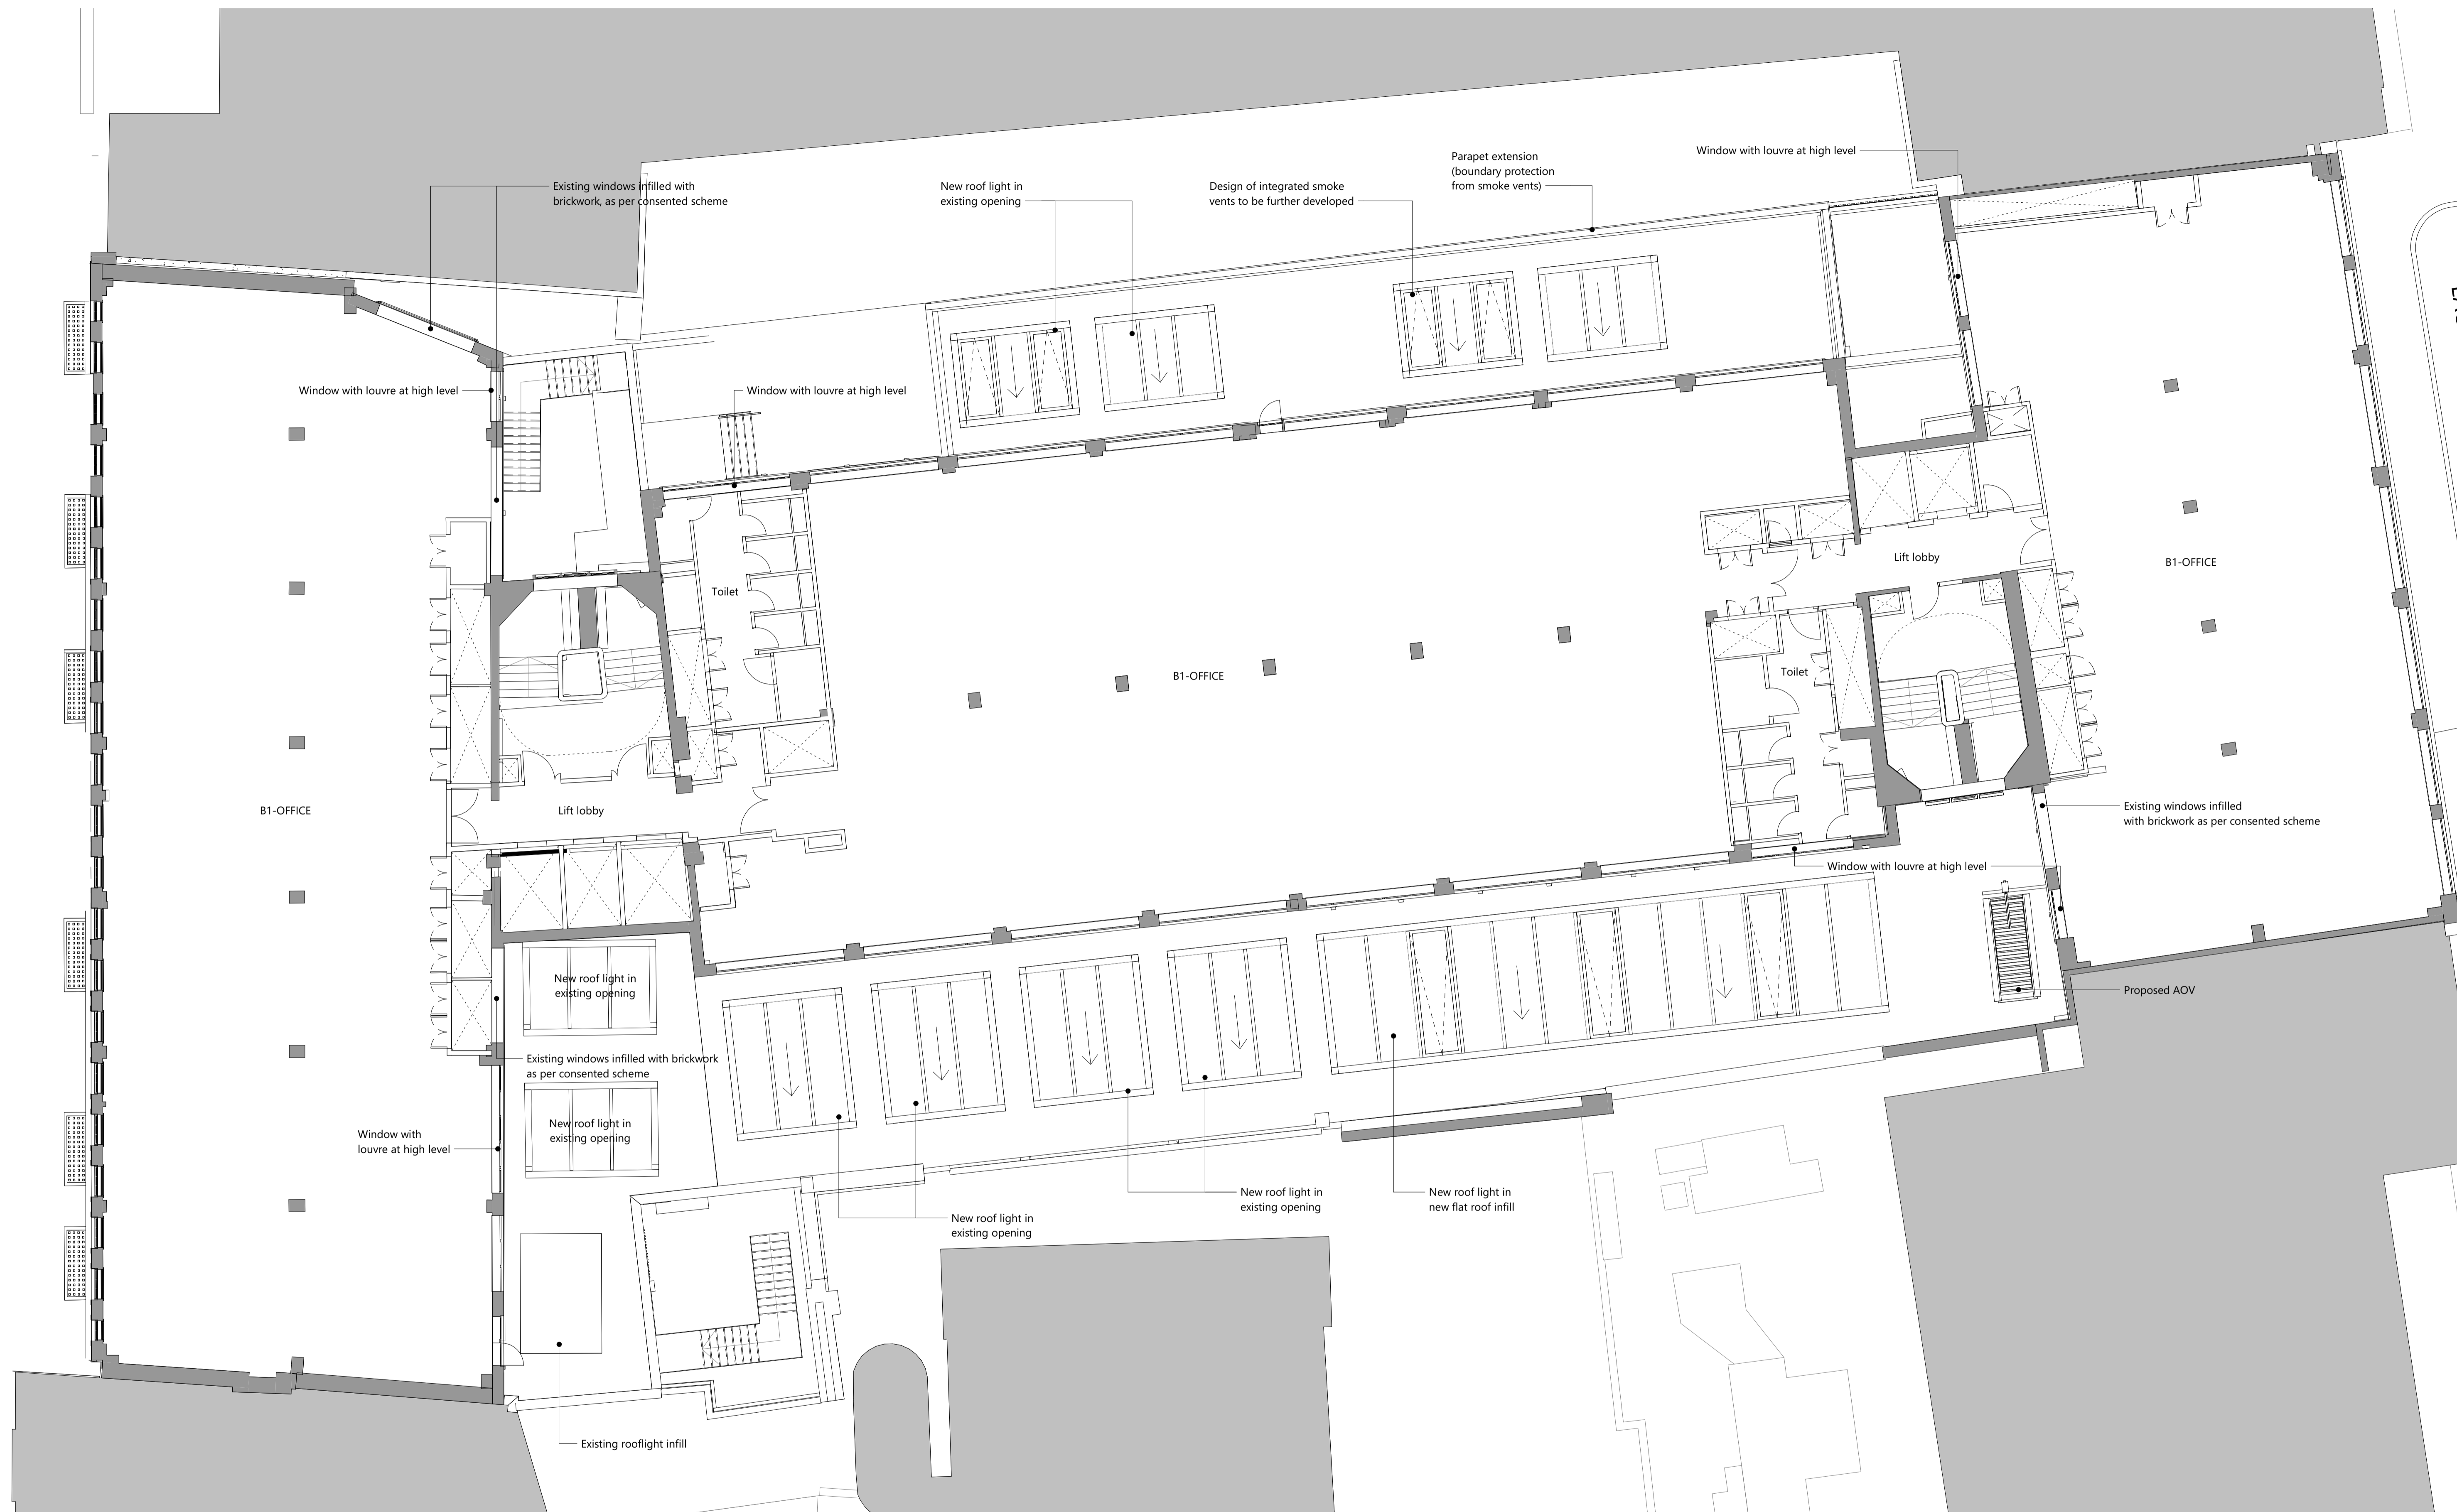 Window with louvre at high level
Parapet extension
(boundary protection
from smoke vents)
Existing windows infilled with
brickwork, as per consented scheme
New roof light in
existing opening
Design of integrated smoke
vents to be further developed
Window with louvre at high level
Window with louvre at high level
Lift lobby
B1-OFFICE
Toilet
B1-OFFICE
Toilet
B1-OFFICE
Lift lobby
Existing windows infilled
with brickwork as per consented scheme
Window with louvre at high level
New roof light in
existing opening
Proposed AOV
Existing windows infilled with brickwork
as per consented scheme
New roof light in
existing opening
Window with
louvre at high level
New roof light in
existing opening
New roof light in
new flat roof infill
New roof light in
existing opening
Existing rooflight infill